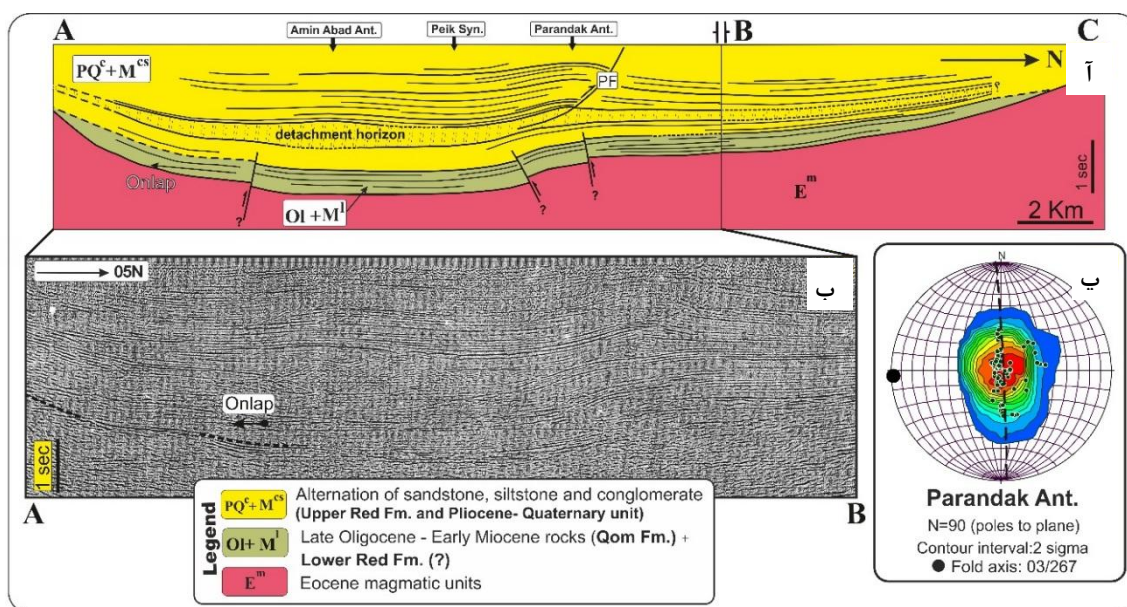 A
Amin Abad Ant.
Peik Syn.
Parandak Ant.
B
C
PQᶜ+Mᶜˢ
PF
N
آ
detachment horizon
Onlap
Ol +Mˡ
Eᵐ
1 sec
2 Km
?
?
?
?
05N
ب
Onlap
1 sec
A
B
N
ي
Parandak Ant.
N=90 (poles to plane)
Contour interval:2 sigma
● Fold axis: 03/267
Legend
PQᶜ+Mᶜˢ Alternation of sandstone, siltstone and conglomerate
(Upper Red Fm. and Pliocene- Quaternary unit)
Ol+ Mˡ Late Oligocene - Early Miocene rocks (Qom Fm.) +
Lower Red Fm. (?)
Eᵐ Eocene magmatic units